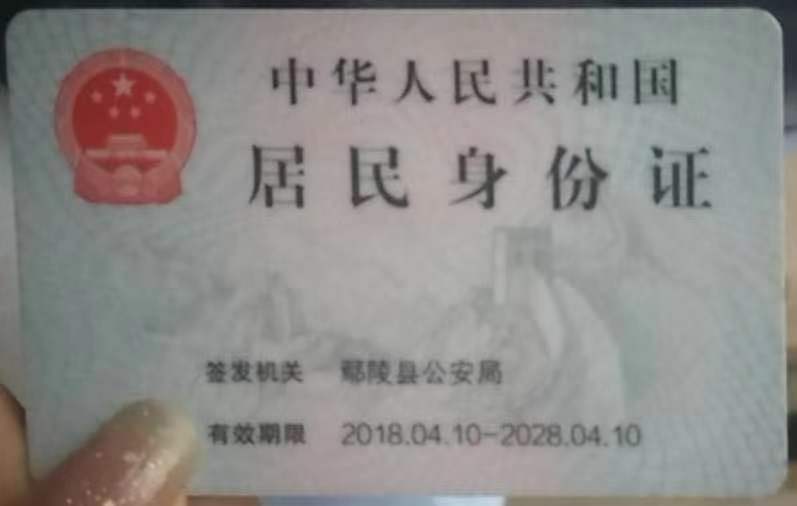 中华人民共和国
居民身份证
签发机关 鄢陵县公安局
有效期限 2018.04.10-2028.04.10